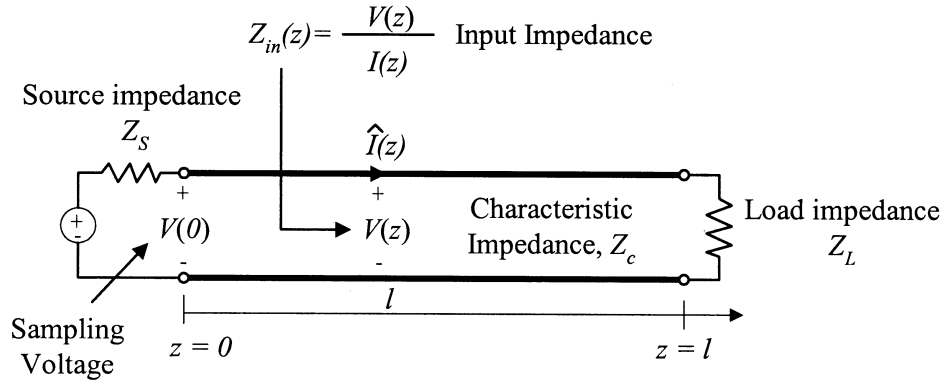 Z_in(z) = V(z) / I(z) Input Impedance
Source impedance
Z_S
Î(z)
+ +
+
-
V(0)
V(z)
Characteristic
Impedance, Z_c
Load impedance
Z_L
- -
l
Sampling
Voltage
z = 0
z = l